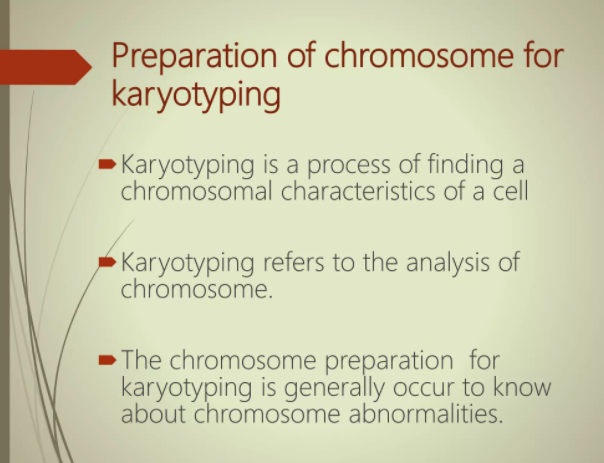 Preparation of chromosome for
karyotyping
Karyotyping is a process of finding a
chromosomal characteristics of a cell
Karyotyping refers to the analysis of
chromosome.
The chromosome preparation for
karyotyping is generally occur to know
about chromosome abnormalities.